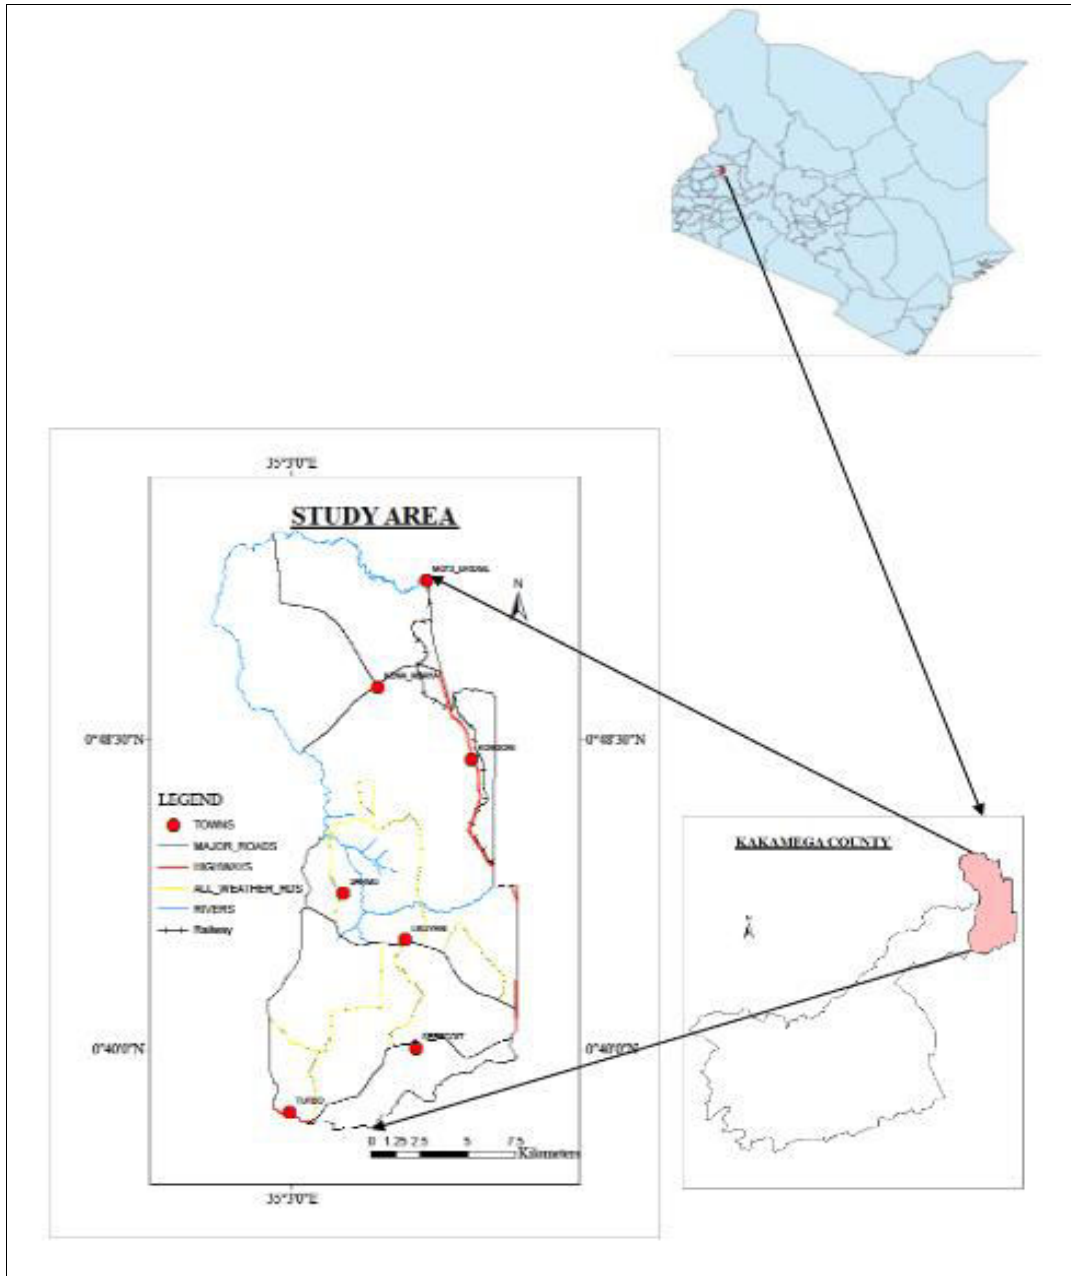 35°3'0"E
STUDY AREA
N
0°48'30"N
0°48'30"N
LEGEND
TOWNS
MAJOR_ROADS
HIGHWAYS
ALL_WEATHER_RDS
RIVERS
Railway
KAKAMEGA COUNTY
N
0°40'0"N
0°40'0"N
TURBO
0 1.25 2.5 5 7.5
Kilometers
35°3'0"E